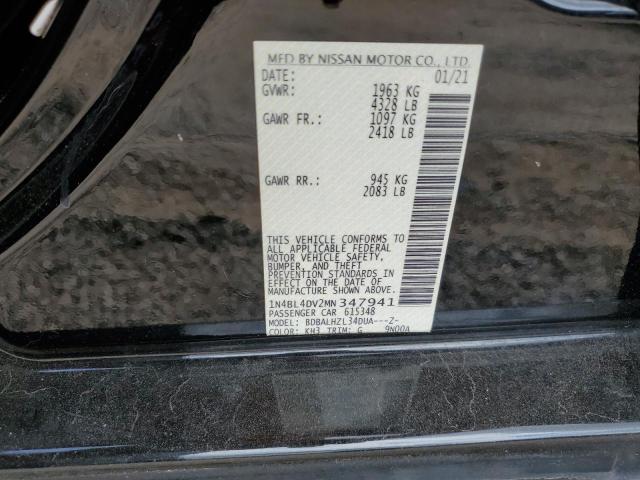 MFD BY NISSAN MOTOR CO., LTD.
DATE: 01/21
GVWR: 1963 KG
4328 LB
GAWR FR.: 1097 KG
2418 LB
GAWR RR.: 945 KG
2083 LB
THIS VEHICLE CONFORMS TO
ALL APPLICABLE FEDERAL
MOTOR VEHICLE SAFETY,
BUMPER, AND THEFT
PREVENTION STANDARDS
IN EFFECT ON THE DATE OF
MANUFACTURE SHOWN ABOVE.
1N4BL4DV2MN347941
PASSENGER CAR 615348
MODEL: BDBALHZL34DUA---Z-
COLOR: KH3 TRIM: G 9N00A